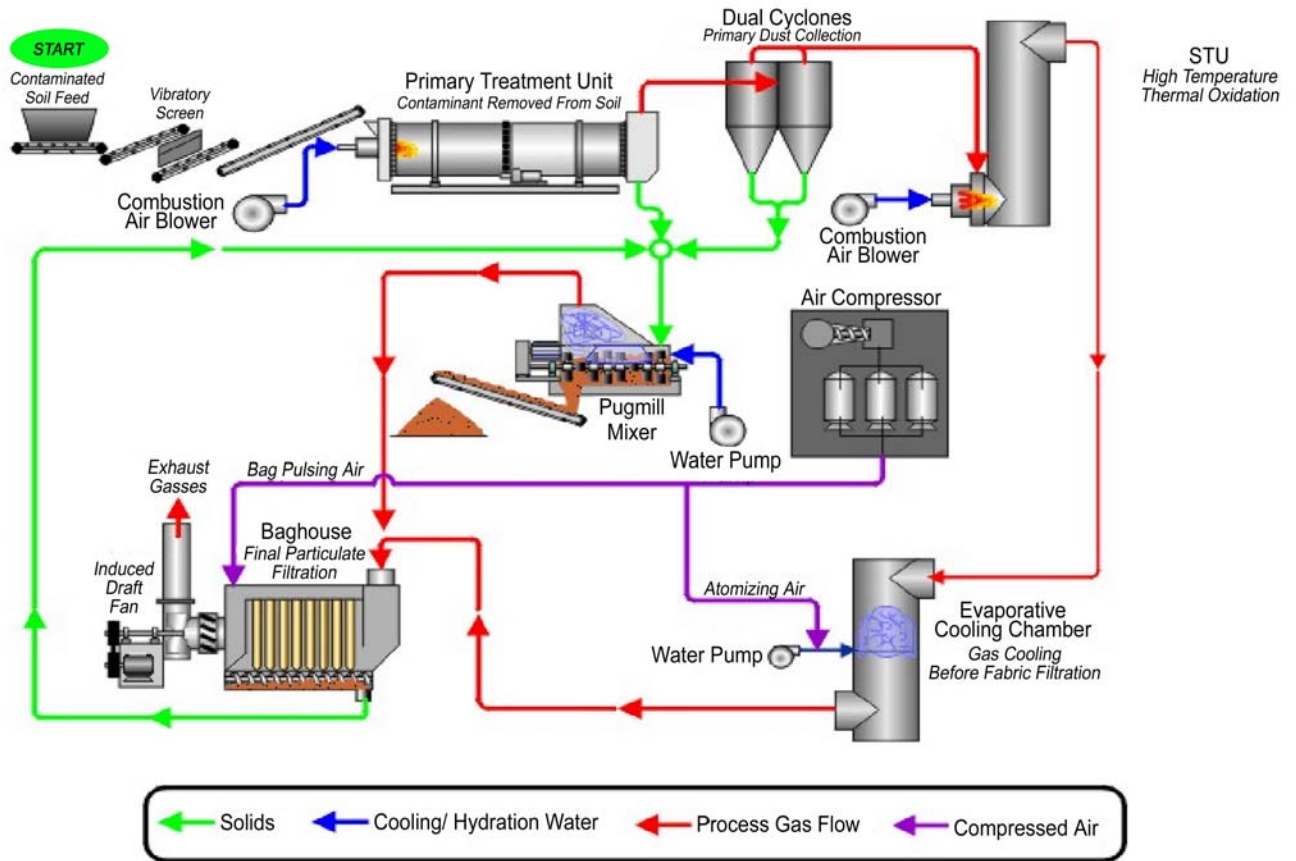 START
Contaminated
Soil Feed
Vibratory
Screen
Primary Treatment Unit
Contaminant Removed From Soil
Dual Cyclones
Primary Dust Collection
STU
High Temperature
Thermal Oxidation
Combustion
Air Blower
Combustion
Air Blower
Air Compressor
Pugmill
Mixer
Water Pump
Bag Pulsing Air
Exhaust
Gasses
Baghouse
Final Particulate
Filtration
Induced
Draft
Fan
Atomizing Air
Water Pump
Evaporative
Cooling Chamber
Gas Cooling
Before Fabric Filtration
Solids
Cooling/ Hydration Water
Process Gas Flow
Compressed Air